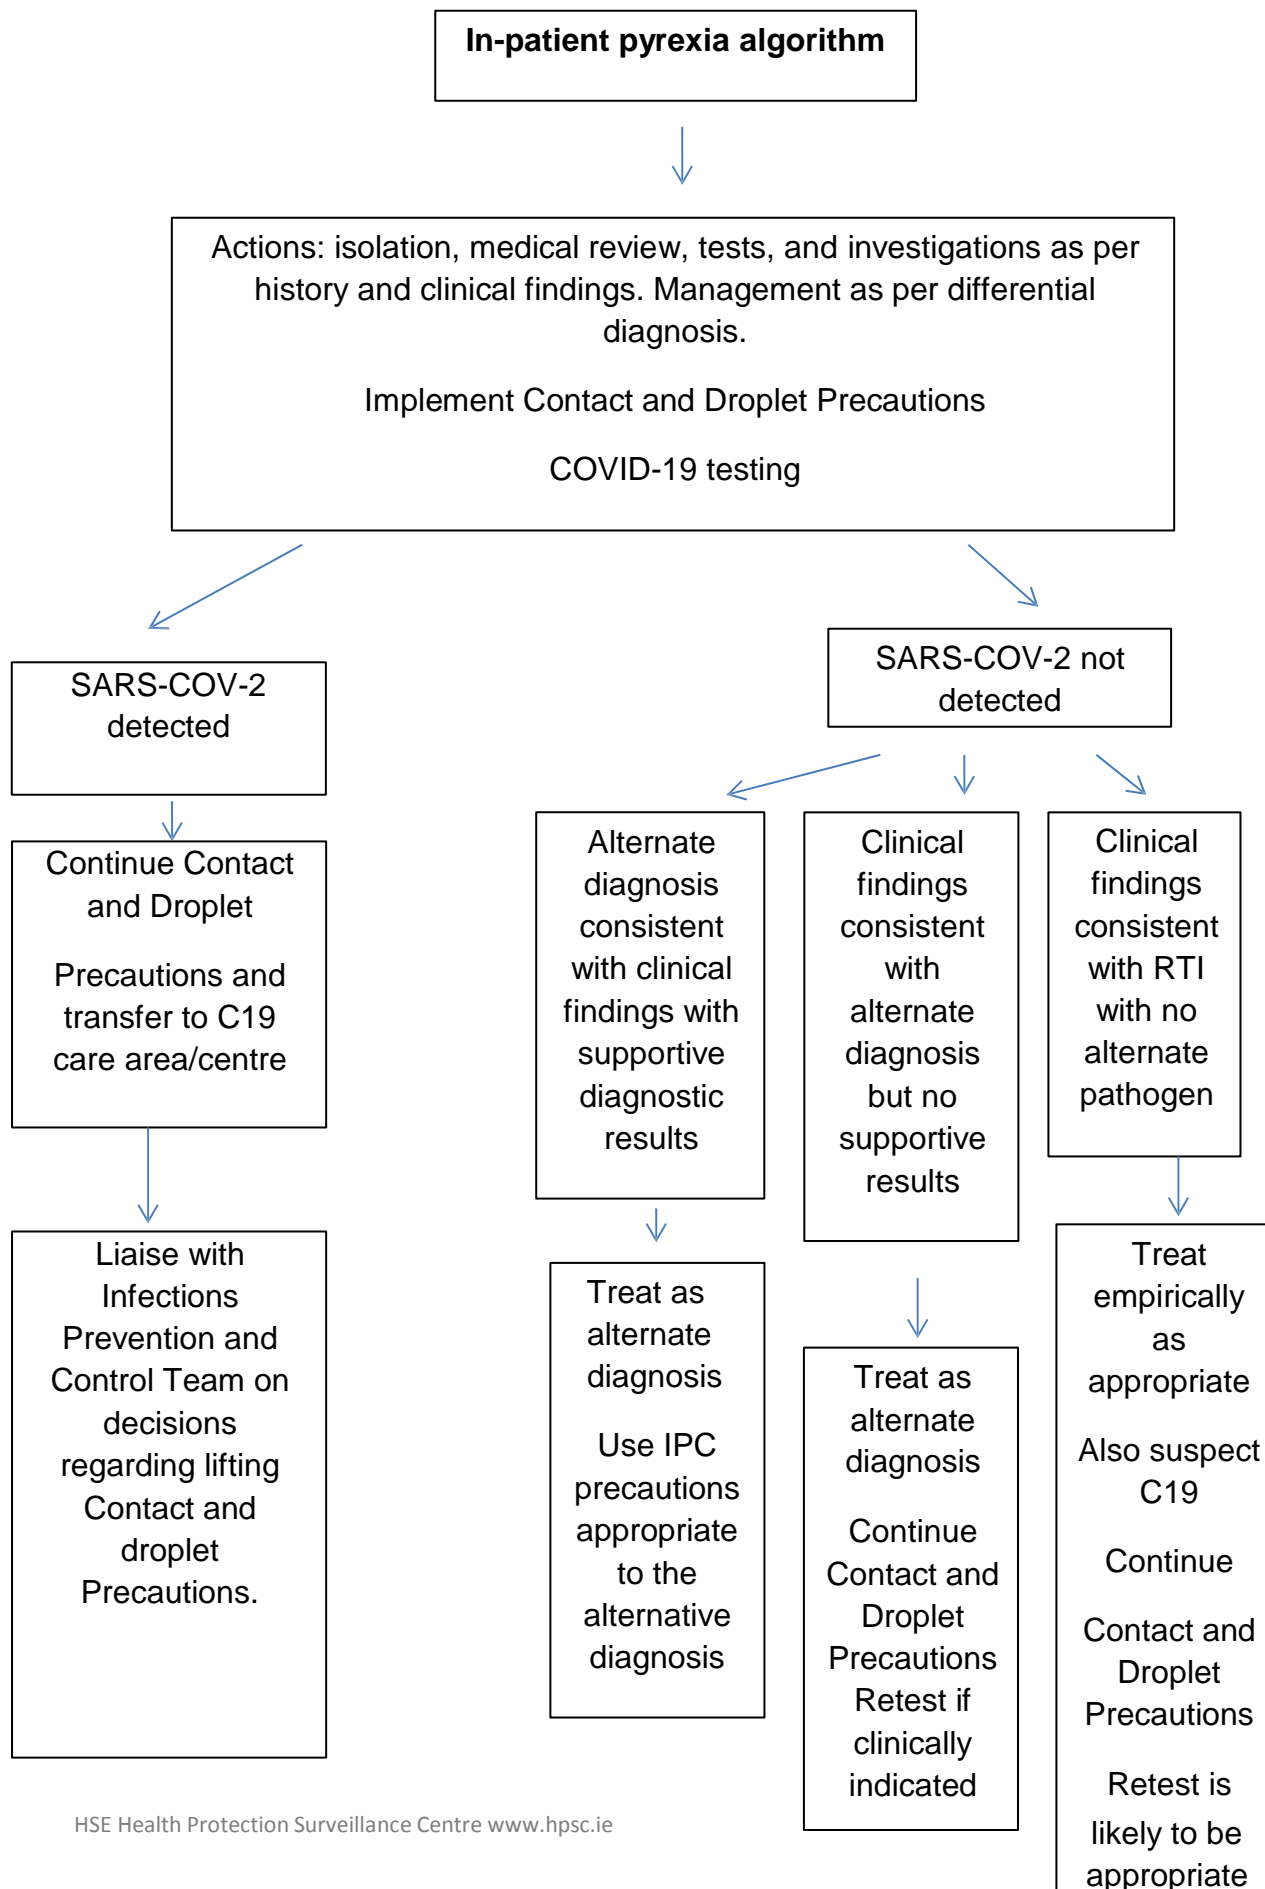 In-patient pyrexia algorithm
Actions: isolation, medical review, tests, and investigations as per
history and clinical findings. Management as per differential
diagnosis.
Implement Contact and Droplet Precautions
COVID-19 testing
SARS-COV-2
detected
Continue Contact
and Droplet
Precautions and
transfer to C19
care area/centre
Liaise with
Infections
Prevention and
Control Team on
decisions
regarding lifting
Contact and
droplet
Precautions.
SARS-COV-2 not
detected
Alternate
diagnosis
consistent
with clinical
findings with
supportive
diagnostic
results
Treat as
alternate
diagnosis
Use IPC
precautions
appropriate
to the
alternative
diagnosis
Clinical
findings
consistent
with
alternate
diagnosis
but no
supportive
results
Treat as
alternate
diagnosis
Continue
Contact and
Droplet
Precautions
Retest if
clinically
indicated
Clinical
findings
consistent
with RTI
with no
alternate
pathogen
Treat
empirically
as
appropriate
Also suspect
C19
Continue
Contact and
Droplet
Precautions
Retest is
likely to be
appropriate
HSE Health Protection Surveillance Centre www.hpsc.ie